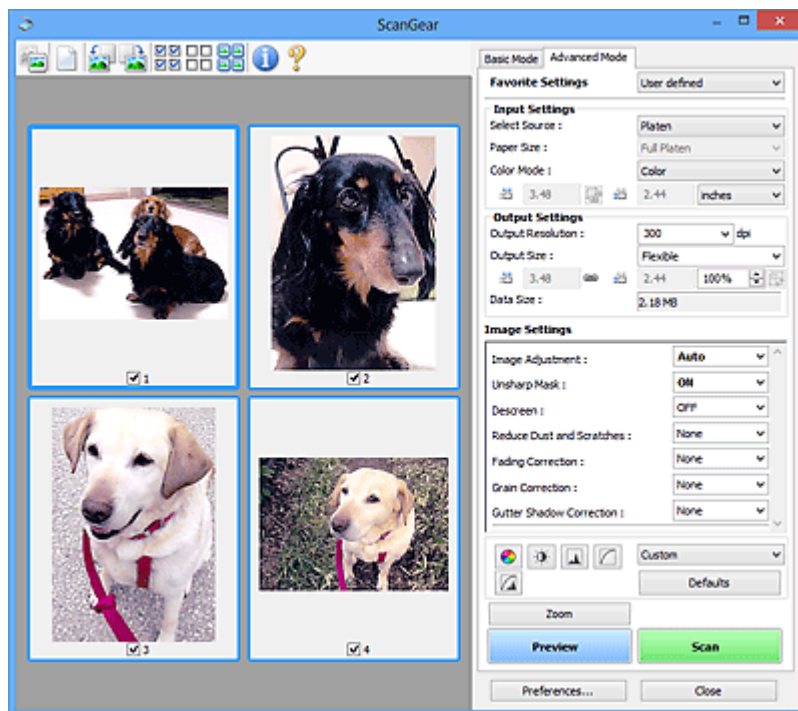 ScanGear
Basic Mode Advanced Mode
Favorite Settings User defined
Input Settings
Select Source : Platen
Paper Size : Full Platen
Color Mode : Color
3.48 2.44 inches
Output Settings
Output Resolution : 300 dpi
Output Size : Flexible
3.48 2.44 100%
Data Size : 2.18 MB
Image Settings
Image Adjustment : Auto
Unsharp Mask : ON
Descreen : OFF
Reduce Dust and Scratches : None
Fading Correction : None
Grain Correction : None
Gutter Shadow Correction : None
Custom
Defaults
Zoom
Preview Scan
Preferences... Close
1
2
3
4